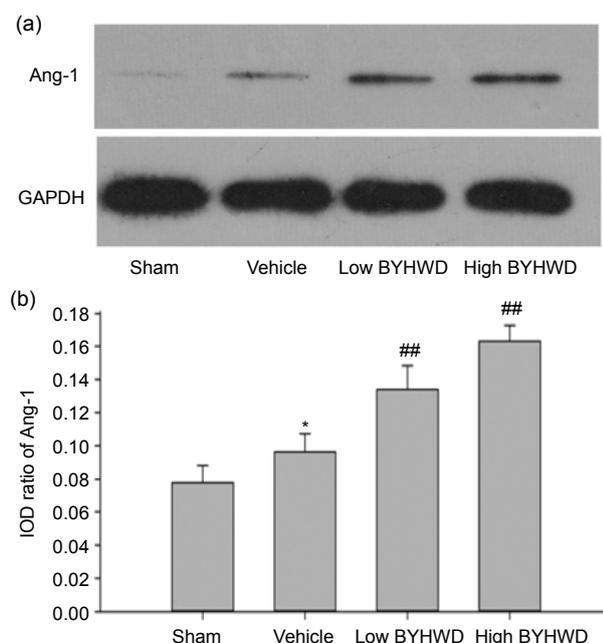 (a)
Ang-1
GAPDH
Sham Vehicle Low BYHWD High BYHWD
(b)
IOD ratio of Ang-1
0.18
0.16
0.14
0.12
0.10
0.08
0.06
0.04
0.02
0.00
*
##
##
Sham Vehicle Low BYHWD High BYHWD